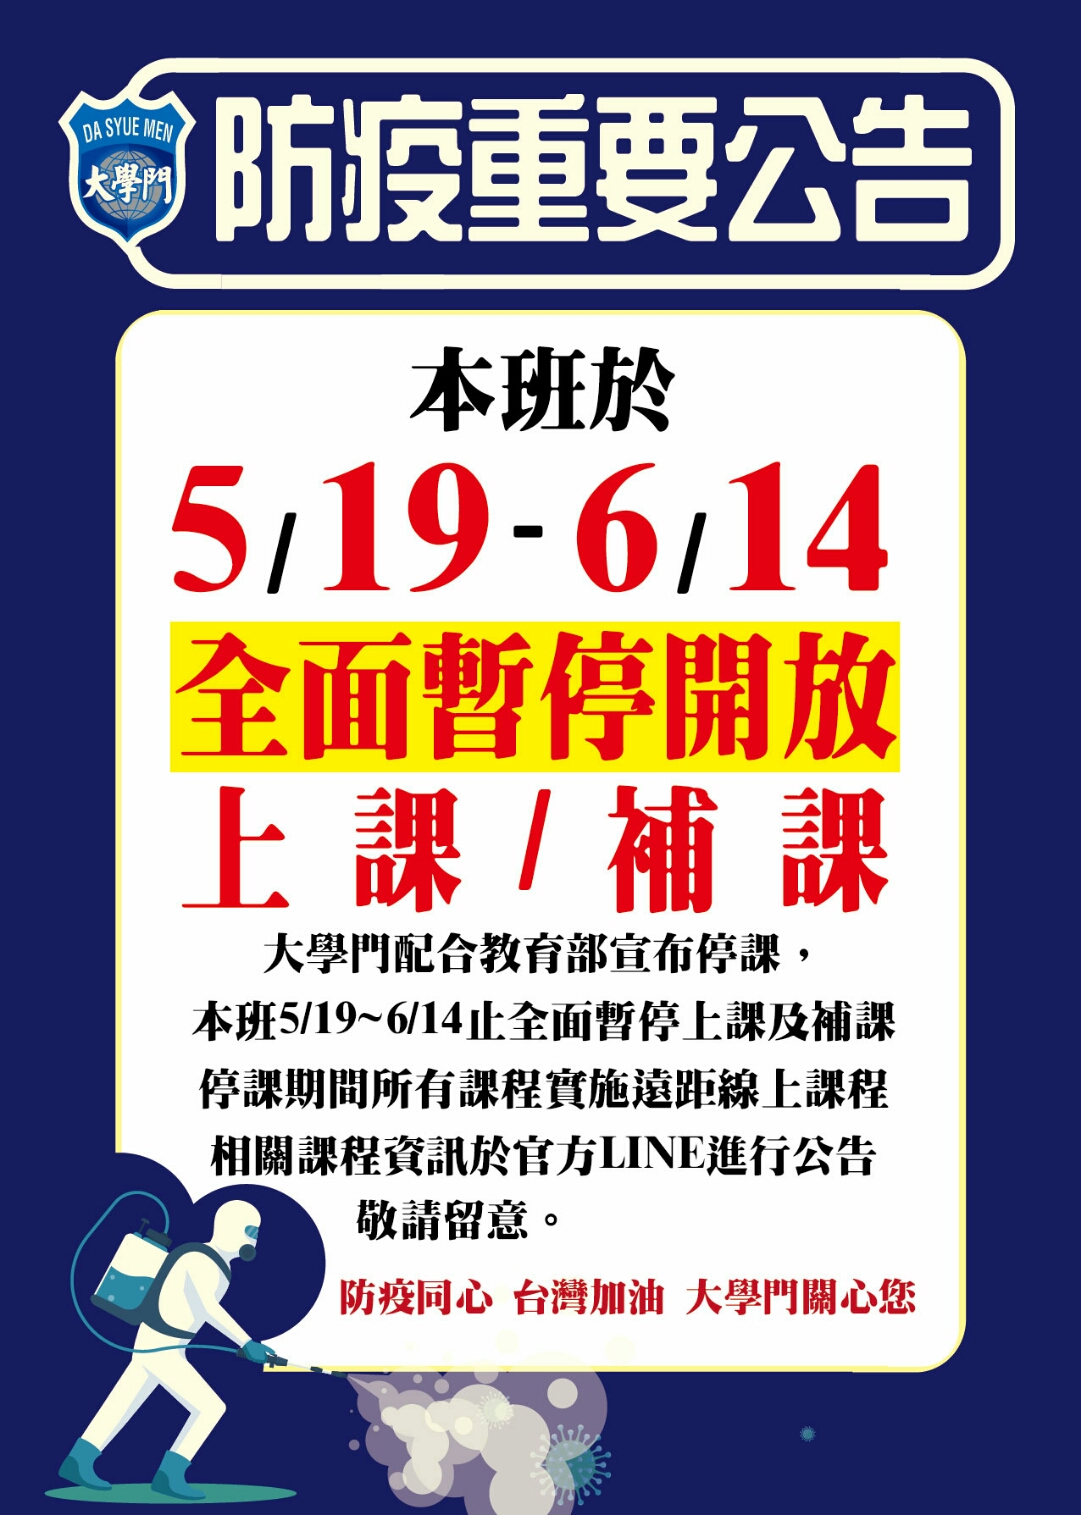 DA SYUE MEN
大學門
防疫重要公告
本班於
5/19-6/14
全面暫停開放
上課/補課
大學門配合教育部宣布停課，
本班5/19~6/14止全面暫停上課及補課
停課期間所有課程實施遠距線上課程
相關課程資訊於官方LINE進行公告
敬請留意。
防疫同心 台灣加油 大學門關心您